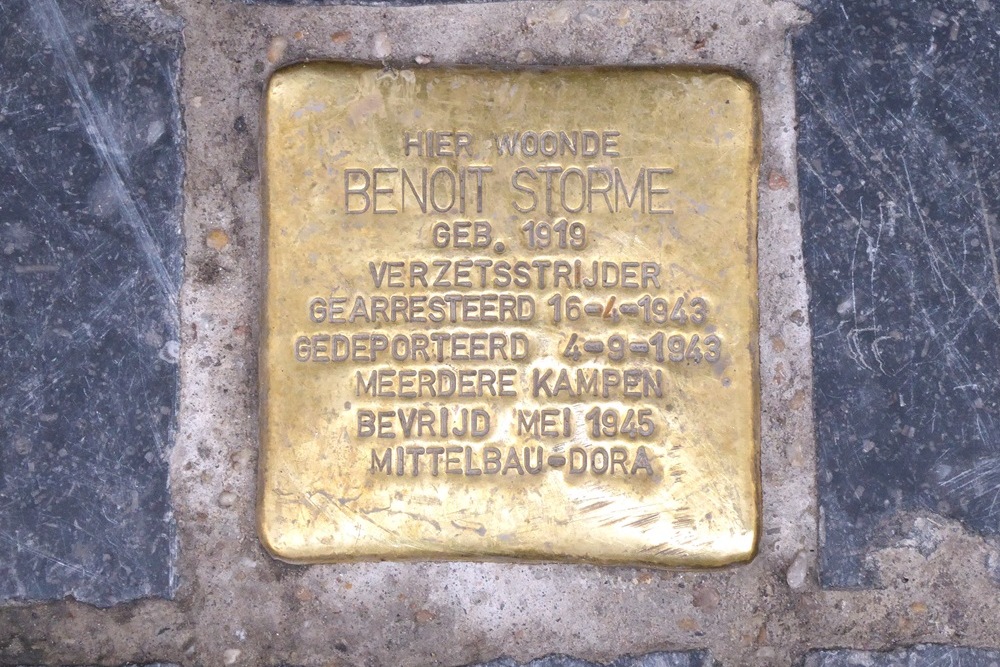 HIER WOONDE
BENOIT STORME
GEB. 1919
VERZETSSTRIJDER
GEARRESTEERD 16-4-1943
GEDEPORTEERD 4-9-1943
MEERDERE KAMPEN
BEVRIJD MEI 1945
MITTELBAU-DORA